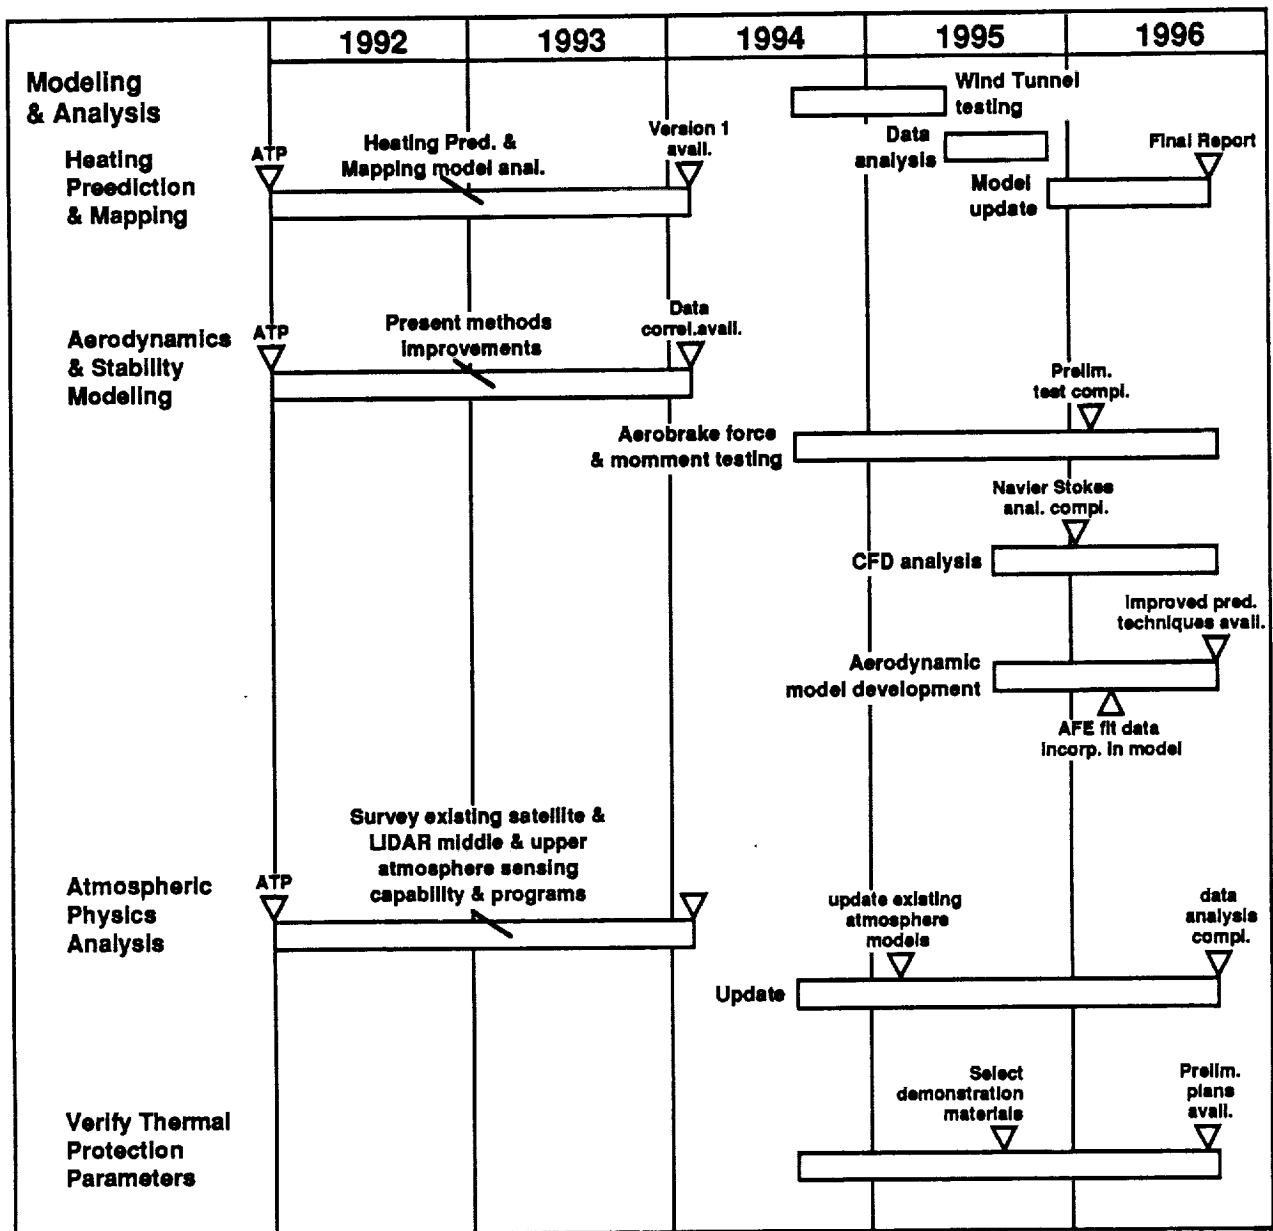 1992 1993 1994 1995 1996
Modeling
& Analysis
Wind Tunnel
testing
Data
analysis
Heating
Preediction
& Mapping
ATP
Heating Pred. &
Mapping model anal.
Version 1
avail.
Model
update
Final Report
Aerodynamics
& Stability
Modeling
ATP
Present methods
improvements
Data
correl.avail.
Prelim.
test compl.
Aerobrake force
& momment testing
Navier Stokes
anal. compl.
CFD analysis
Improved pred.
techniques avail.
Aerodynamic
model development
AFE flt data
incorp. in model
Atmospheric
Physics
Analysis
ATP
Survey existing satellite &
LIDAR middle & upper
atmosphere sensing
capability & programs
update existing
atmosphere
models
data
analysis
compl.
Update
Verify Thermal
Protection
Parameters
Select
demonstration
materials
Prelim.
plans
avail.